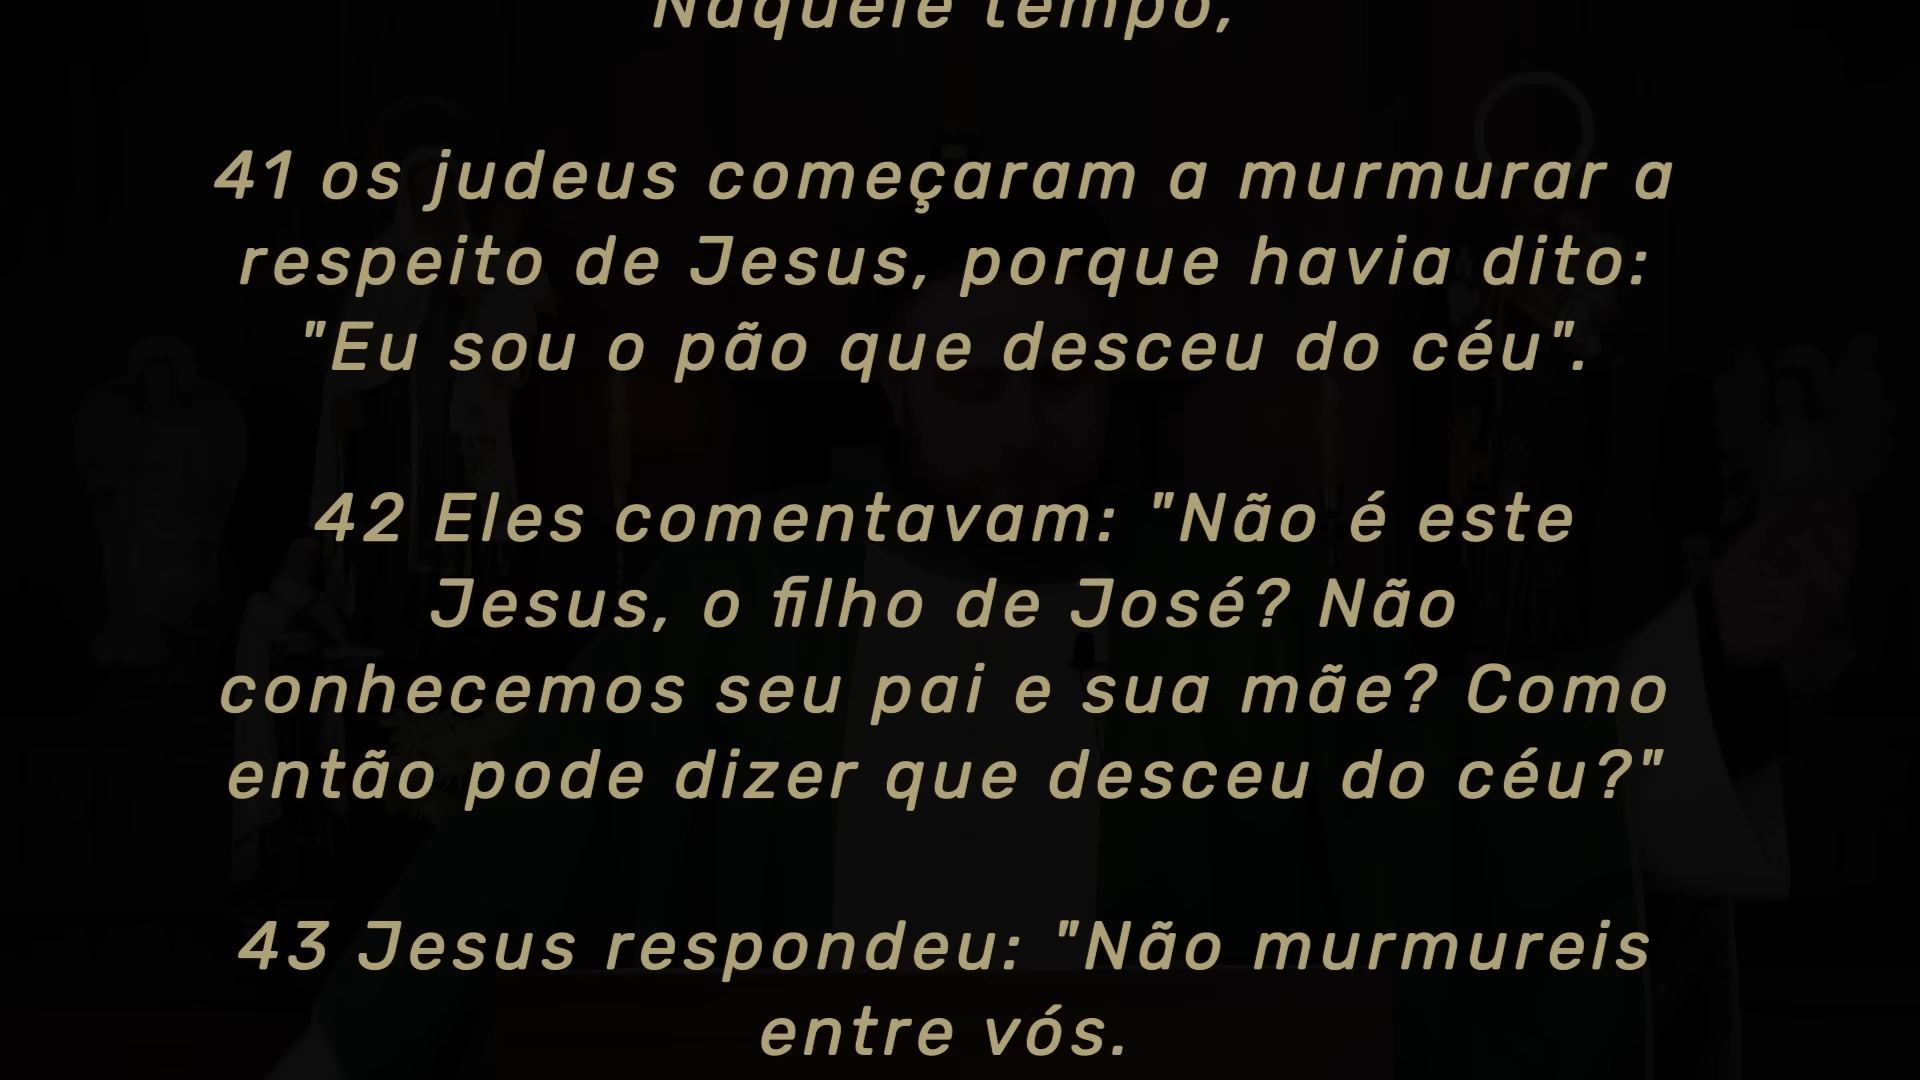 Naquele tempo,
41 os judeus começaram a murmurar a
respeito de Jesus, porque havia dito:
"Eu sou o pão que desceu do céu".
42 Eles comentavam: "Não é este
Jesus, o filho de José? Não
conhecemos seu pai e sua mãe? Como
então pode dizer que desceu do céu?"
43 Jesus respondeu: "Não murmureis
entre vós.